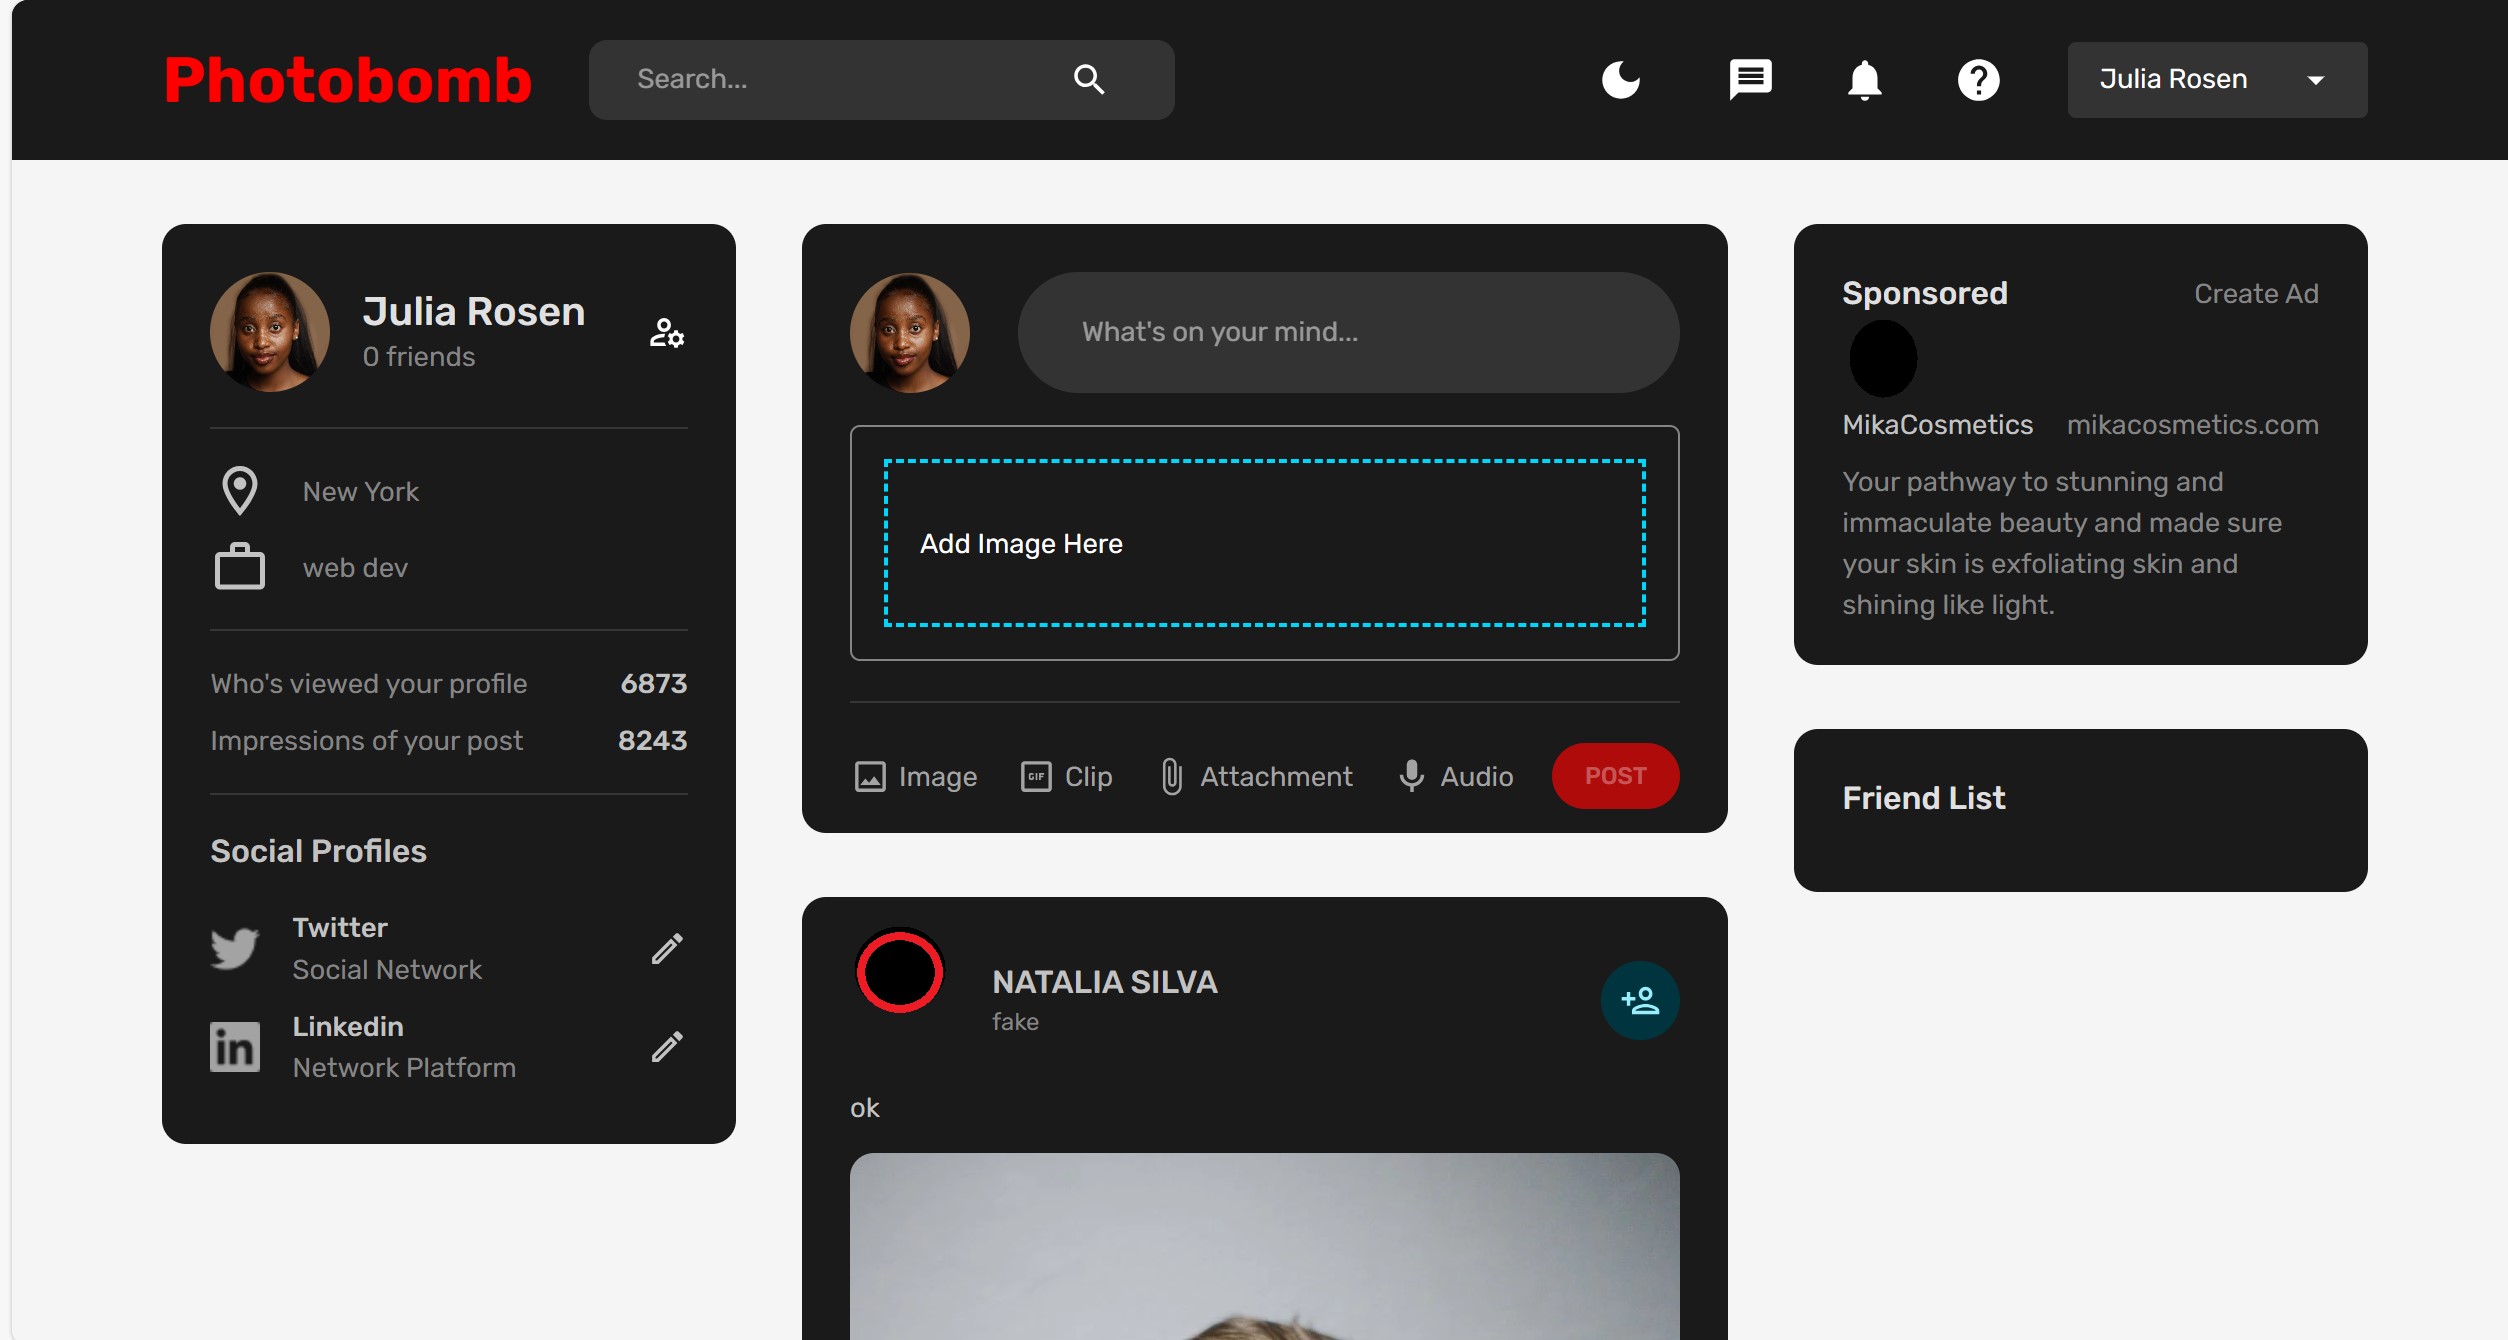 Photobomb
Search...
Julia Rosen
Julia Rosen
0 friends
New York
web dev
Who's viewed your profile 6873
Impressions of your post 8243
Social Profiles
Twitter
Social Network
Linkedin
Network Platform
What's on your mind...
Add Image Here
Image
GIF Clip
Attachment
Audio
POST
NATALIA SILVA
fake
ok
Sponsored
Create Ad
MikaCosmetics
mikacosmetics.com
Your pathway to stunning and
immaculate beauty and made sure
your skin is exfoliating skin and
shining like light.
Friend List